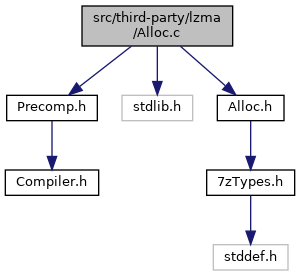 src/third-party/lzma
/Alloc.c
Precomp.h
stdlib.h
Alloc.h
Compiler.h
7zTypes.h
stddef.h